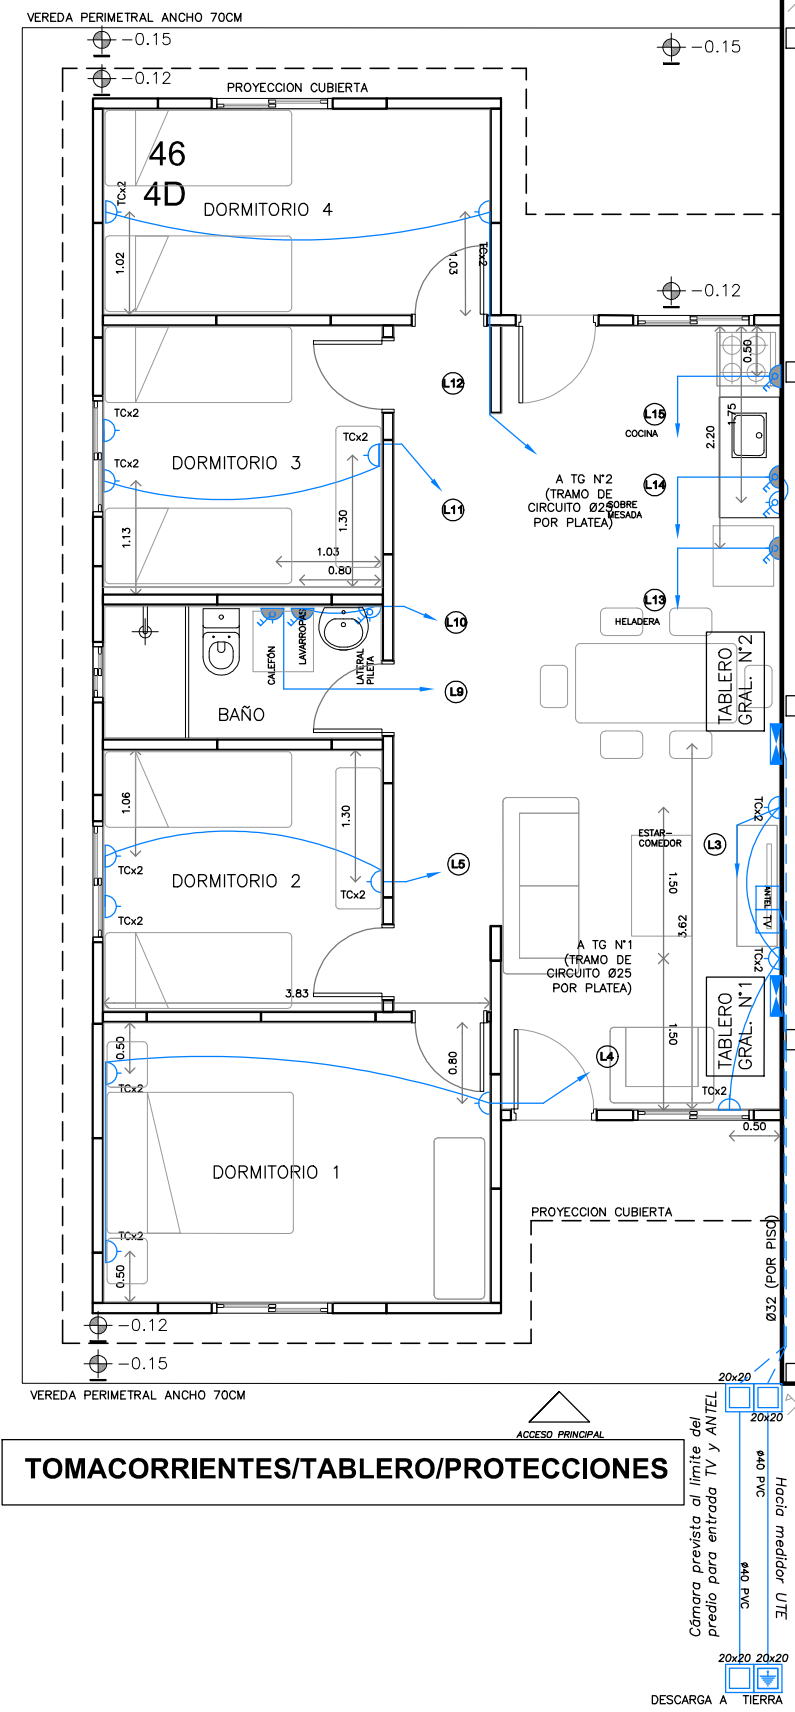 VEREDA PERIMETRAL ANCHO 70CM
-0.15
-0.15
-0.12
PROYECCION CUBIERTA
46
4D
TCx2
DORMITORIO 4
1.02
1.03
TCx2
-0.12
0.50
L12
L15
COCINA
1.75
2.20
TCx2
TCx2
TCx2
DORMITORIO 3
A TG N°2
(TRAMO DE
CIRCUITO Ø25
POR PLATEA)
L14
SOBRE
MESADA
L11
1.13
1.30
1.03
0.80
L13
HELADERA
L10
CALEFÓN
LAVARROPAS
LATERAL
PILETA
L9
BAÑO
TABLERO
GRAL. N°2
1.06
1.30
TCx2
TCx2
ESTAR-
COMEDOR
L3
L5
TCx2
DORMITORIO 2
TCx2
TCx2
1.50
3.92
ANTEL
TV
A TG N°1
(TRAMO DE
CIRCUITO Ø25
POR PLATEA)
TCx2
3.83
TABLERO
GRAL. N°1
0.50
0.80
1.50
L4
TCx2
TCx2
0.50
DORMITORIO 1
PROYECCION CUBIERTA
TCx2
0.50
Ø32 (POR PISO)
-0.12
-0.15
VEREDA PERIMETRAL ANCHO 70CM
20x20
20x20
ACCESO PRINCIPAL
TOMACORRIENTES/TABLERO/PROTECCIONES
Cámara prevista al limite del
predio para entrada TV y ANTEL
ø40 PVC
ø40 PVC
Hacia medidor UTE
20x20 20x20
DESCARGA A TIERRA